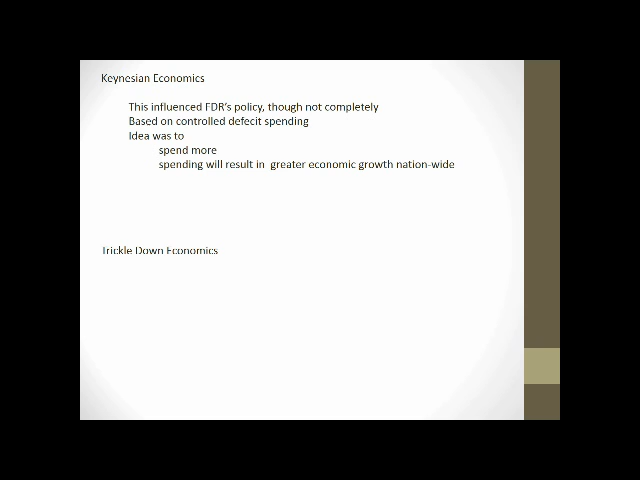 Keynesian Economics
This influenced FDR's policy, though not completely
Based on controlled defecit spending
Idea was to
spend more
spending will result in greater economic growth nation-wide
Trickle Down Economics